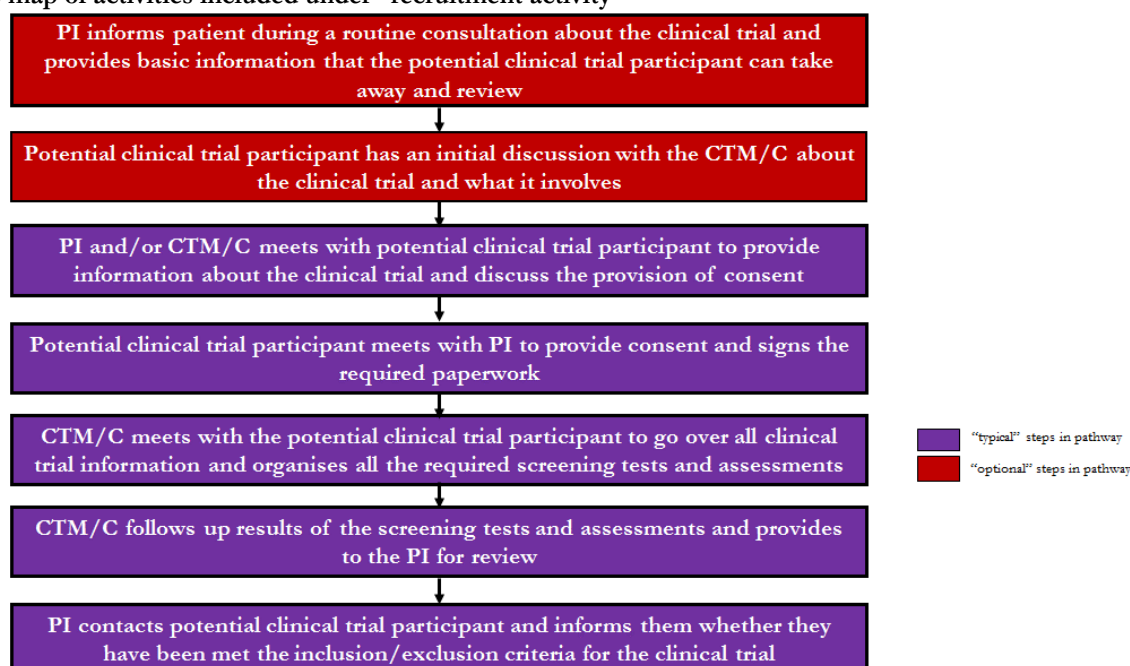 map of activities included under "recruitment activity"
PI informs patient during a routine consultation about the clinical trial and
provides basic information that the potential clinical trial participant can take
away and review
Potential clinical trial participant has an initial discussion with the CTM/C about
the clinical trial and what it involves
PI and/or CTM/C meets with potential clinical trial participant to provide
information about the clinical trial and discuss the provision of consent
Potential clinical trial participant meets with PI to provide consent and signs the
required paperwork
CTM/C meets with the potential clinical trial participant to go over all clinical
trial information and organises all the required screening tests and assessments
CTM/C follows up results of the screening tests and assessments and provides
to the PI for review
PI contacts potential clinical trial participant and informs them whether they
have been met the inclusion/exclusion criteria for the clinical trial
"typical" steps in pathway
"optional" steps in pathway